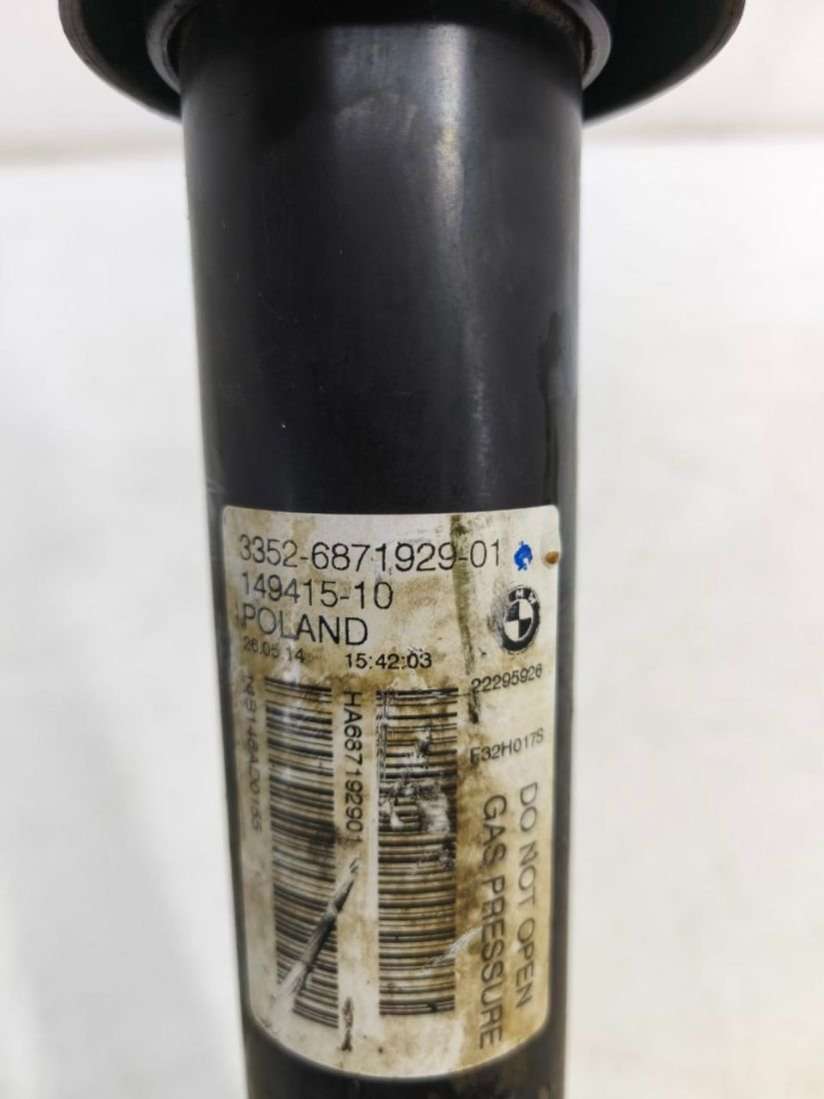 3352-6871929-01
149415-10
POLAND
26.05.14 15:42:03
BMW
22295926
F32H017S
HA687192901
DO NOT OPEN
GAS PRESSURE